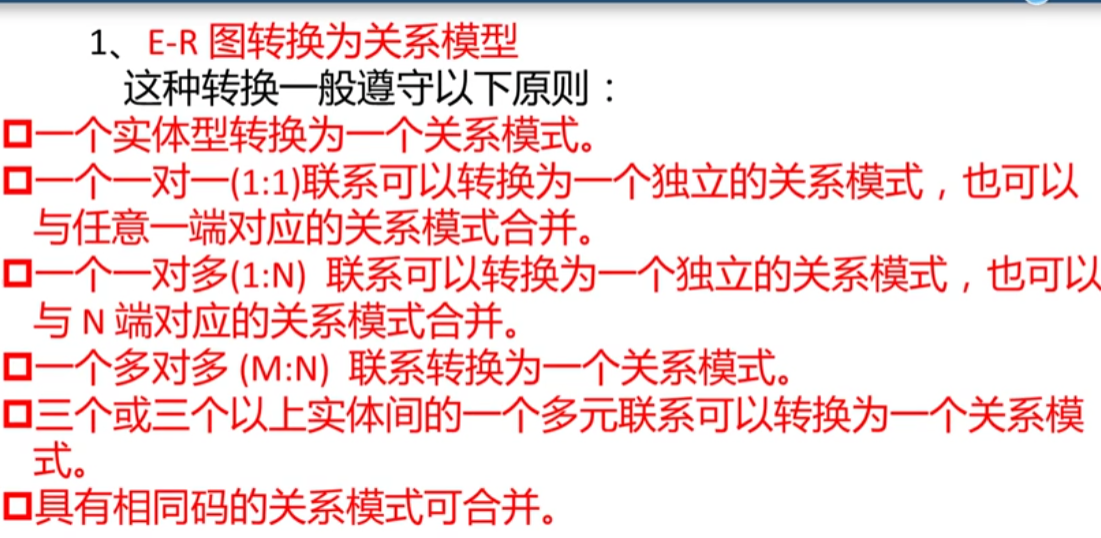 1、E-R 图转换为关系模型
这种转换一般遵守以下原则：
一个实体型转换为一个关系模式。
一个一对一(1:1)联系可以转换为一个独立的关系模式，也可以
与任意一端对应的关系模式合并。
一个一对多(1:N) 联系可以转换为一个独立的关系模式，也可以
与 N 端对应的关系模式合并。
一个多对多 (M:N) 联系转换为一个关系模式。
三个或三个以上实体间的一个多元联系可以转换为一个关系模
式。
具有相同码的关系模式可合并。